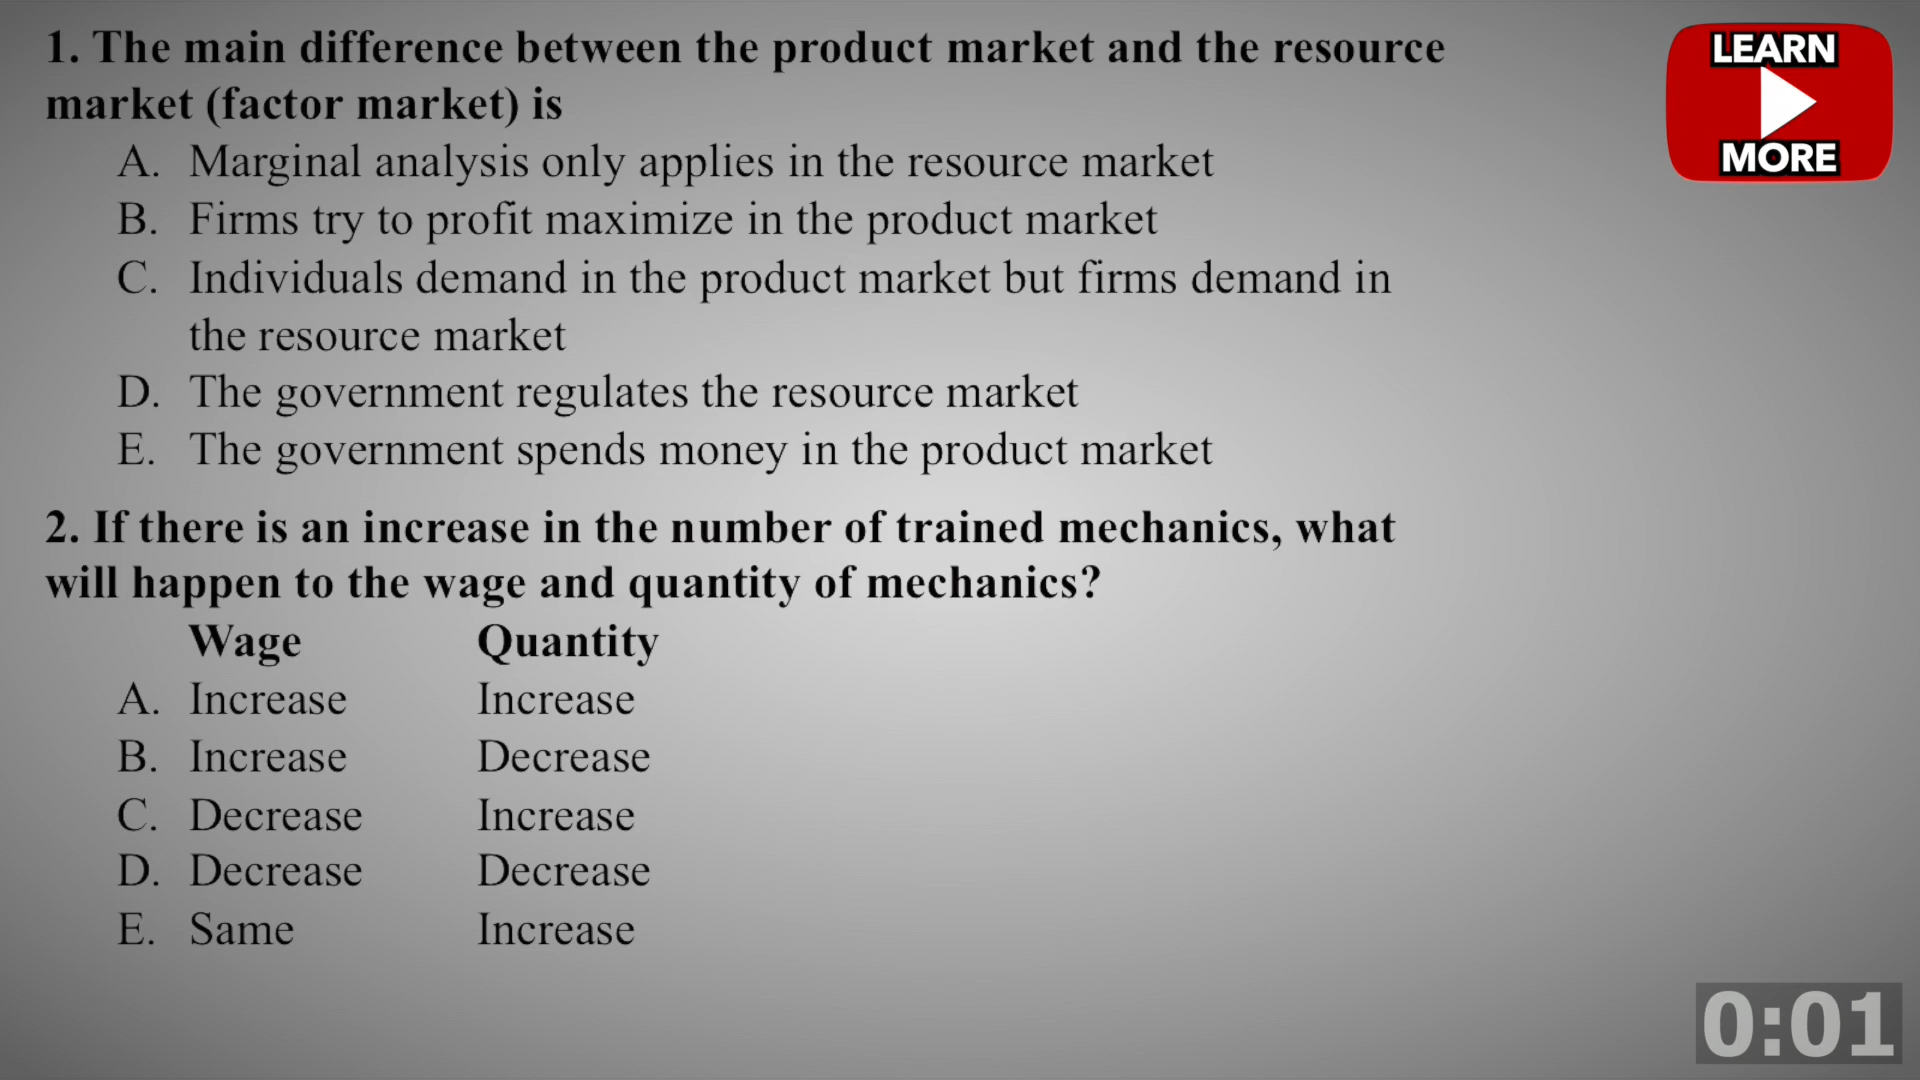 1. The main difference between the product market and the resource
market (factor market) is
A. Marginal analysis only applies in the resource market
B. Firms try to profit maximize in the product market
C. Individuals demand in the product market but firms demand in
the resource market
D. The government regulates the resource market
E. The government spends money in the product market
2. If there is an increase in the number of trained mechanics, what
will happen to the wage and quantity of mechanics?
Wage Quantity
A. Increase Increase
B. Increase Decrease
C. Decrease Increase
D. Decrease Decrease
E. Same Increase
LEARN
MORE
0:01